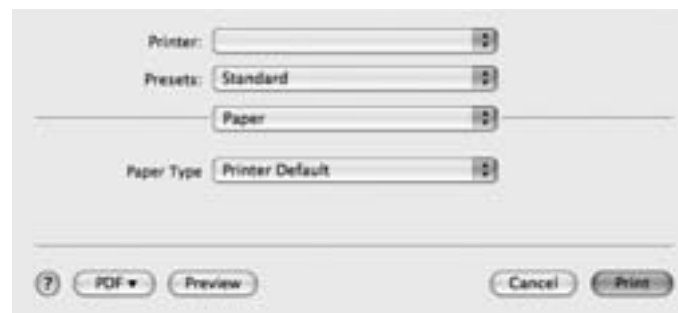 Printer:
Presets: Standard
Paper
Paper Type Printer Default
? PDF Preview Cancel Print